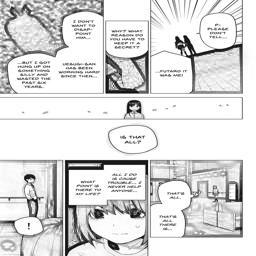 P-
PLEASE
DON'T
TELL...
...FUTARO IT
WAS ME!
WHY? WHAT
REASON DO
YOU HAVE TO
KEEP IT A
SECRET?
I DON'T
WANT TO
DISAP-
POINT
HIM...
UESUGI-SAN
HAS BEEN
WORKING HARD
SINCE THEN...
...BUT I GOT
HUNG UP ON
SOMETHING
SILLY AND
WASTED THE
PAST SIX
YEARS.
IS THAT
ALL?
THAT'S...
THAT'S
ALL THERE
IS...
ALL I DO
IS CAUSE
TROUBLE... I
NEVER HELP
ANYONE...
WHAT
POINT IS
THERE TO
MY LIFE?
!